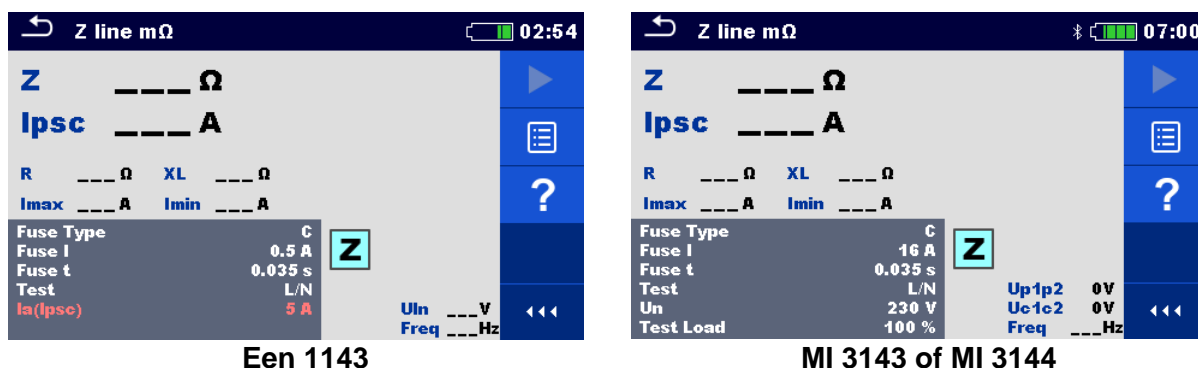 Z line mΩ 02:54
Z ___ Ω
Ipsc ___ A
R ___ Ω XL ___ Ω
Imax ___ A Imin ___ A
Fuse Type C
Fuse I 0.5 A
Fuse t 0.035 s
Test L/N
Ia(Ipsc) 5 A
Z
Uln ___V
Freq ___Hz
?
Een 1143
Z line mΩ 07:00
Z ___ Ω
Ipsc ___ A
R ___ Ω XL ___ Ω
Imax ___ A Imin ___ A
Fuse Type C
Fuse I 16 A
Fuse t 0.035 s
Test L/N
Un 230 V
Test Load 100 %
Z
Up1p2 0V
Uc1c2 0V
Freq ___Hz
?
MI 3143 of MI 3144